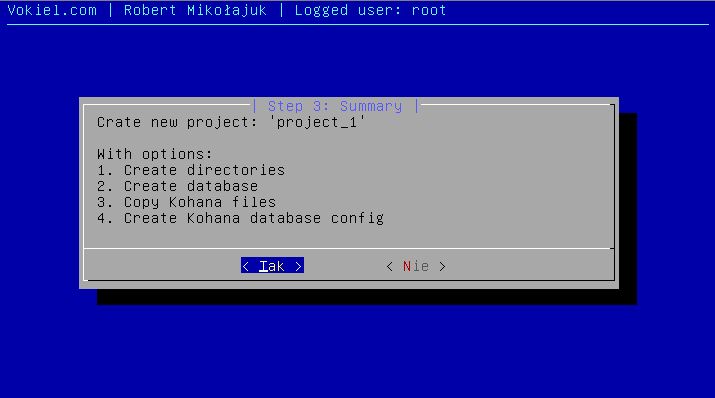 Vokiel.com | Robert Mikołajuk | Logged user: root
| Step 3: Summary |
Crate new project: 'project_1'
With options:
1. Create directories
2. Create database
3. Copy Kohana files
4. Create Kohana database config
< Tak > < Nie >